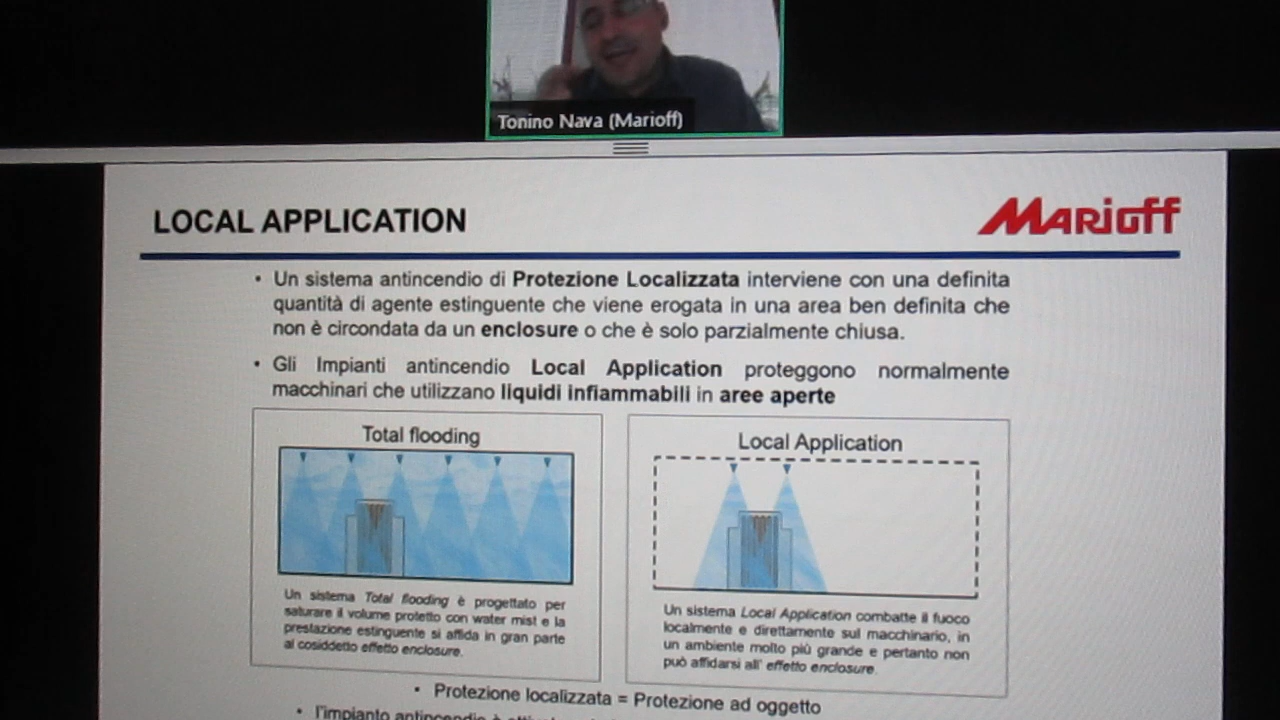 Tonino Nava (Marioff)
LOCAL APPLICATION
MARiOFF
• Un sistema antincendio di Protezione Localizzata interviene con una definita
quantità di agente estinguente che viene erogata in una area ben definita che
non è circondata da un enclosure o che è solo parzialmente chiusa.
• Gli Impianti antincendio Local Application proteggono normalmente
macchinari che utilizzano liquidi infiammabili in aree aperte
Total flooding
Un sistema Total flooding è progettato per
saturare il volume protetto con water mist e la
prestazione estinguente si affida in gran parte
al cosiddetto effetto enclosure.
Local Application
Un sistema Local Application combatte il fuoco
localmente e direttamente sul macchinario, in
un ambiente molto più grande e pertanto non
può affidarsi all' effetto enclosure.
• Protezione localizzata = Protezione ad oggetto
• l'impianto antincendio è